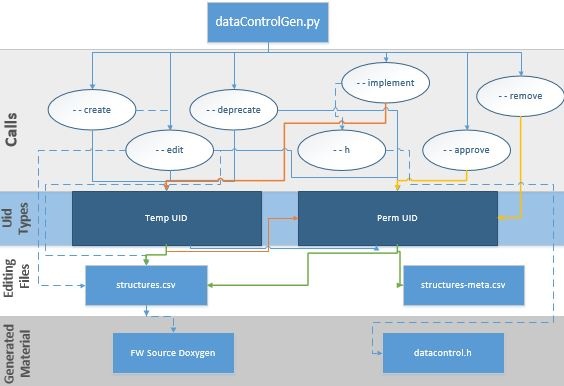 dataControlGen.py
Calls
- - implement
- - create
- - deprecate
- - remove
- - edit
- - h
- - approve
Uid
Types
Temp UID
Perm UID
Editing
Files
structures.csv
structures-meta.csv
Generated
Material
FW Source Doxygen
datacontrol.h